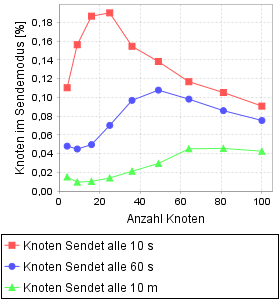 Knoten im Sendemodus [%]
0,18
0,16
0,14
0,12
0,10
0,08
0,06
0,04
0,02
0,00
0 20 40 60 80 100
Anzahl Knoten
Knoten Sendet alle 10 s
Knoten Sendet alle 60 s
Knoten Sendet alle 10 m